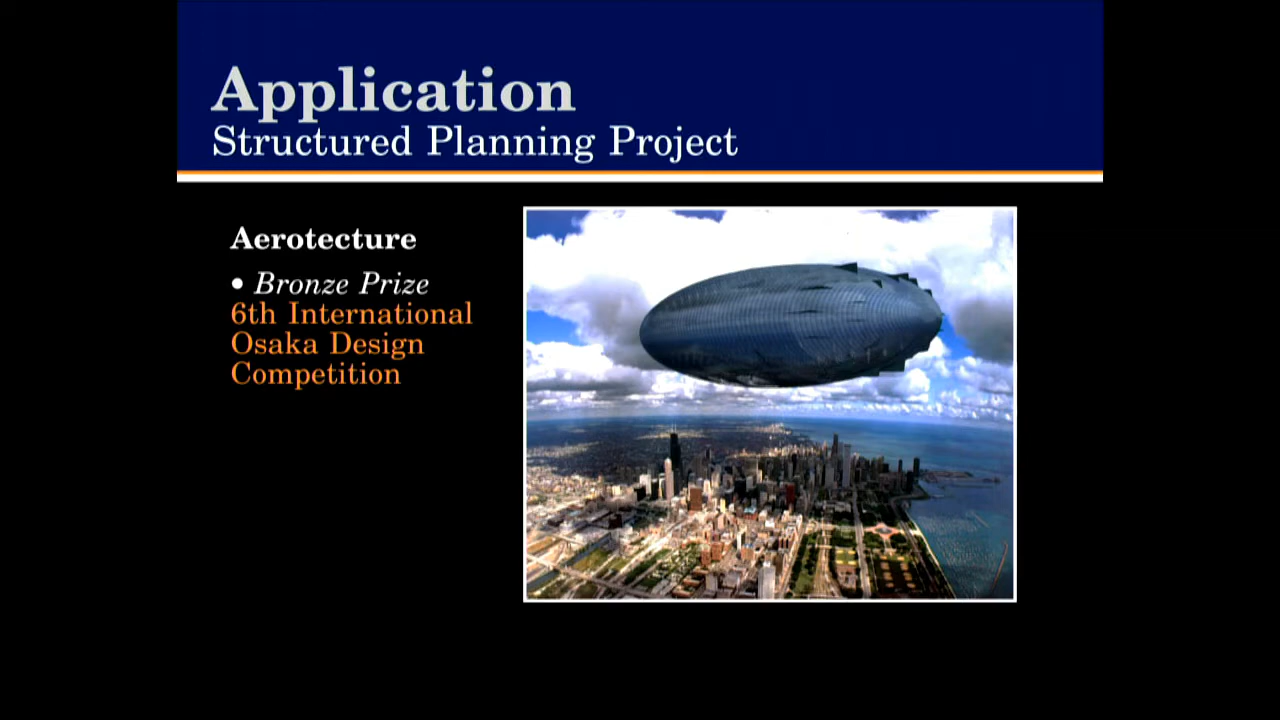 Application
Structured Planning Project
Aerotecture
• Bronze Prize
6th International
Osaka Design
Competition